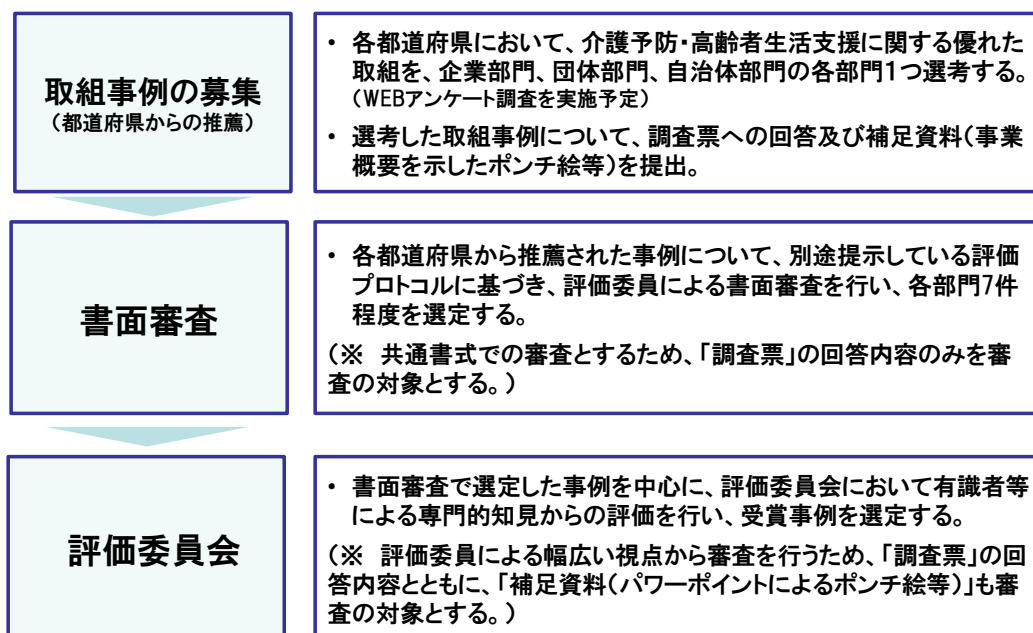 取組事例の募集
（都道府県からの推薦）
・ 各都道府県において、介護予防・高齢者生活支援に関する優れた
取組を、企業部門、団体部門、自治体部門の各部門1つ選考する。
（WEBアンケート調査を実施予定）
・ 選考した取組事例について、調査票への回答及び補足資料（事業
概要を示したポンチ絵等）を提出。
書面審査
・ 各都道府県から推薦された事例について、別途提示している評価
プロトコルに基づき、評価委員による書面審査を行い、各部門7件
程度を選定する。
（※ 共通書式での審査とするため、「調査票」の回答内容のみを審
査の対象とする。）
評価委員会
・ 書面審査で選定した事例を中心に、評価委員会において有識者等
による専門的知見からの評価を行い、受賞事例を選定する。
（※ 評価委員による幅広い視点から審査を行うため、「調査票」の回
答内容とともに、「補足資料（パワーポイントによるポンチ絵等）」も審
査の対象とする。）